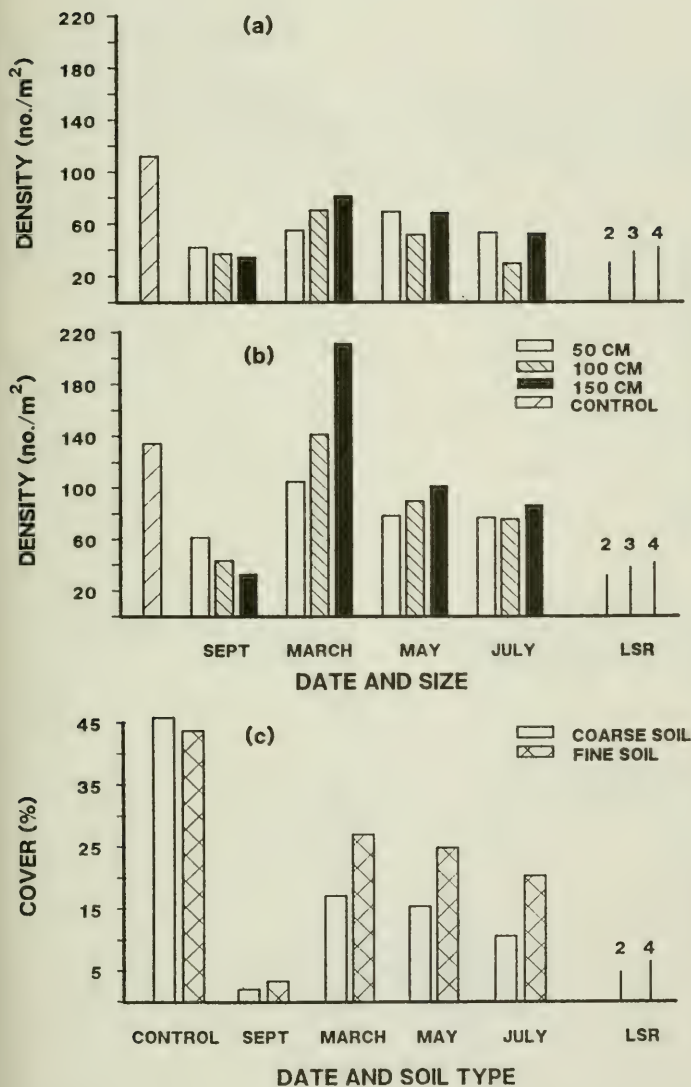 (a)
DENSITY (no./m²)
220
180
140
100
60
20
2 3 4
(b)
DENSITY (no./m²)
220
180
140
100
60
20
50 CM
100 CM
150 CM
CONTROL
2 3 4
SEPT MARCH MAY JULY LSR
DATE AND SIZE
(c)
COVER (%)
45
35
25
15
5
COARSE SOIL
FINE SOIL
2 4
CONTROL SEPT MARCH MAY JULY LSR
DATE AND SOIL TYPE